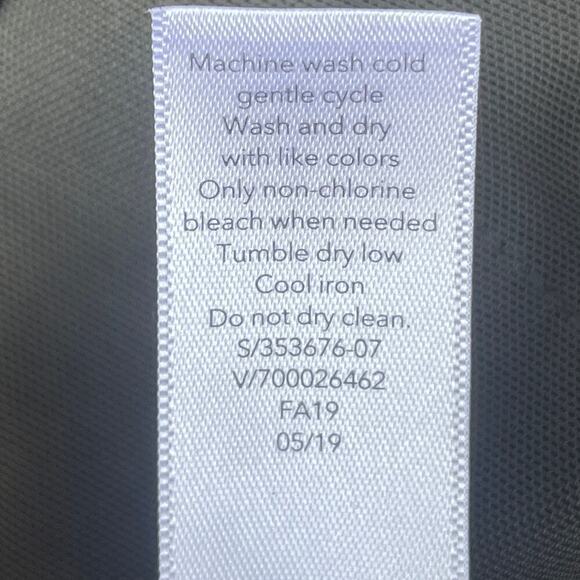 Machine wash cold
gentle cycle
Wash and dry
with like colors
Only non-chlorine
bleach when needed
Tumble dry low
Cool iron
Do not dry clean.
S/353676-07
V/700026462
FA19
05/19